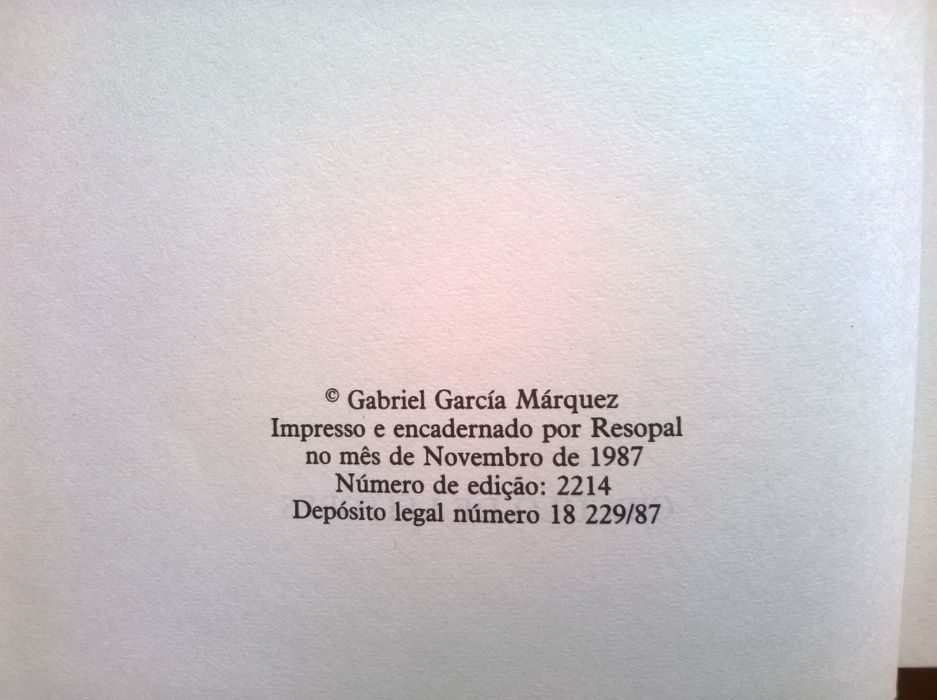 © Gabriel García Márquez
Impresso e encadernado por Resopal
no mês de Novembro de 1987
Número de edição: 2214
Depósito legal número 18 229/87